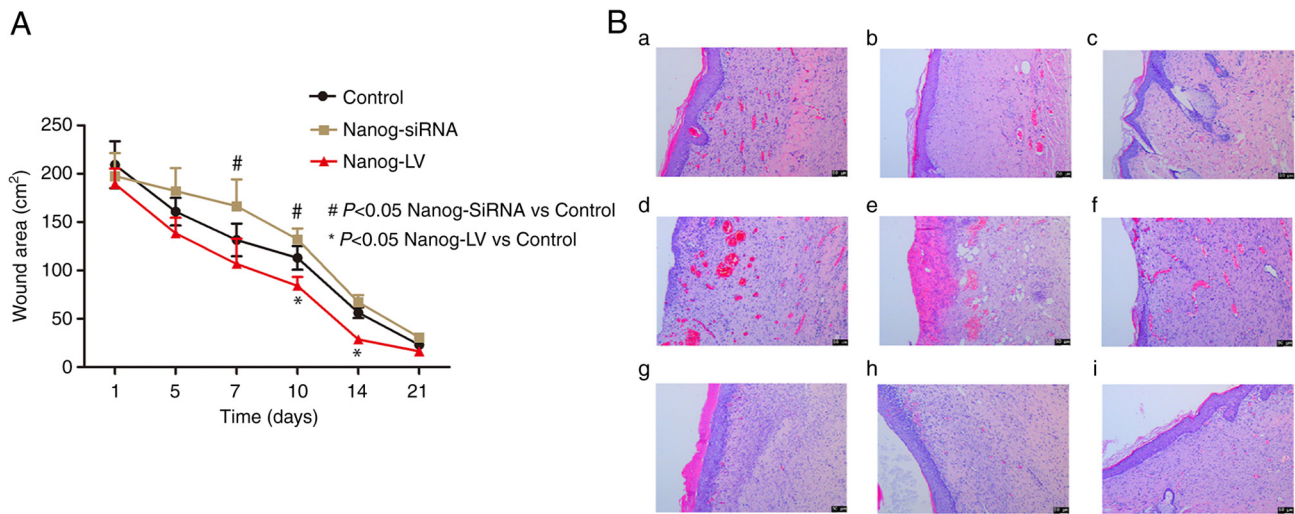 A
Control
Nanog-siRNA
Nanog-LV
# P<0.05 Nanog-SiRNA vs Control
* P<0.05 Nanog-LV vs Control
Wound area (cm²)
250
200
150
100
50
0
#
#
*
*
1 5 7 10 14 21
Time (days)
B
a b c
d e f
g h i